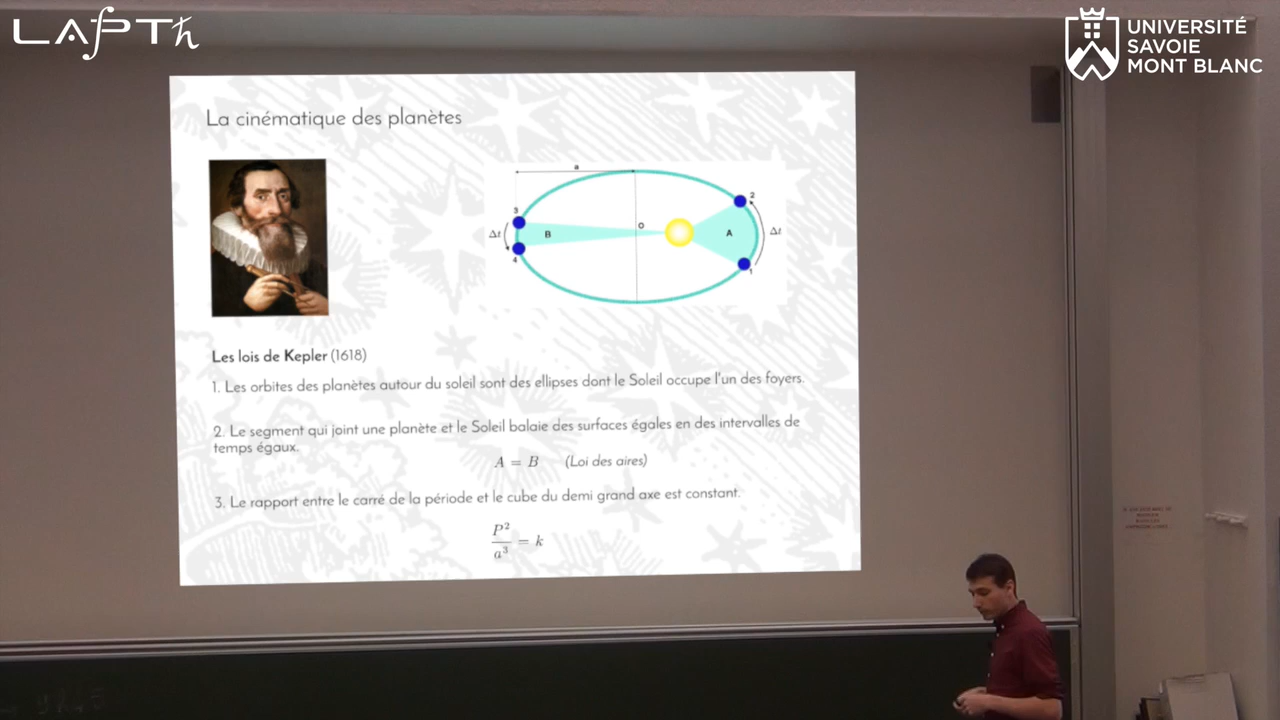 LAPTh
UNIVERSITÉ
SAVOIE
MONT BLANC
La cinématique des planètes
a
3
Δt
B
4
O
A
2
Δt
1
Les lois de Kepler (1618)
1. Les orbites des planètes autour du soleil sont des ellipses dont le Soleil occupe l'un des foyers.
2. Le segment qui joint une planète et le Soleil balaie des surfaces égales en des intervalles de
temps égaux.
A = B (Loi des aires)
3. Le rapport entre le carré de la période et le cube du demi grand axe est constant.
P²/a³ = k